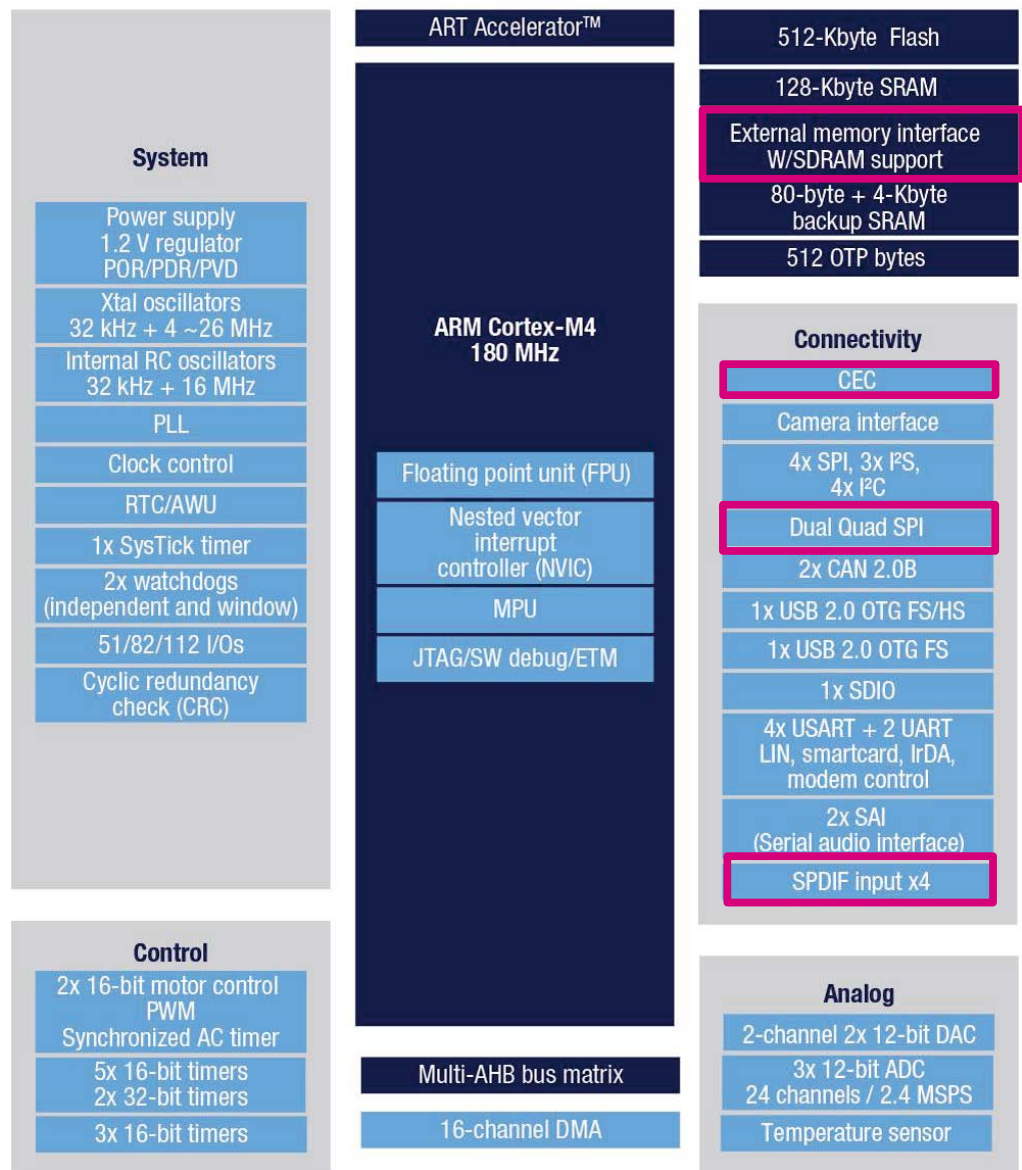 System
Power supply
1.2 V regulator
POR/PDR/PVD
Xtal oscillators
32 kHz + 4 ~26 MHz
Internal RC oscillators
32 kHz + 16 MHz
PLL
Clock control
RTC/AWU
1x SysTick timer
2x watchdogs
(independent and window)
51/82/112 I/Os
Cyclic redundancy
check (CRC)
Control
2x 16-bit motor control
PWM
Synchronized AC timer
5x 16-bit timers
2x 32-bit timers
3x 16-bit timers
ART Accelerator™
ARM Cortex-M4
180 MHz
Floating point unit (FPU)
Nested vector
interrupt
controller (NVIC)
MPU
JTAG/SW debug/ETM
Multi-AHB bus matrix
16-channel DMA
512-Kbyte Flash
128-Kbyte SRAM
External memory interface
W/SDRAM support
80-byte + 4-Kbyte
backup SRAM
512 OTP bytes
Connectivity
CEC
Camera interface
4x SPI, 3x I²S,
4x I²C
Dual Quad SPI
2x CAN 2.0B
1x USB 2.0 OTG FS/HS
1x USB 2.0 OTG FS
1x SDIO
4x USART + 2 UART
LIN, smartcard, IrDA,
modem control
2x SAI
(Serial audio interface)
SPDIF input x4
Analog
2-channel 2x 12-bit DAC
3x 12-bit ADC
24 channels / 2.4 MSPS
Temperature sensor